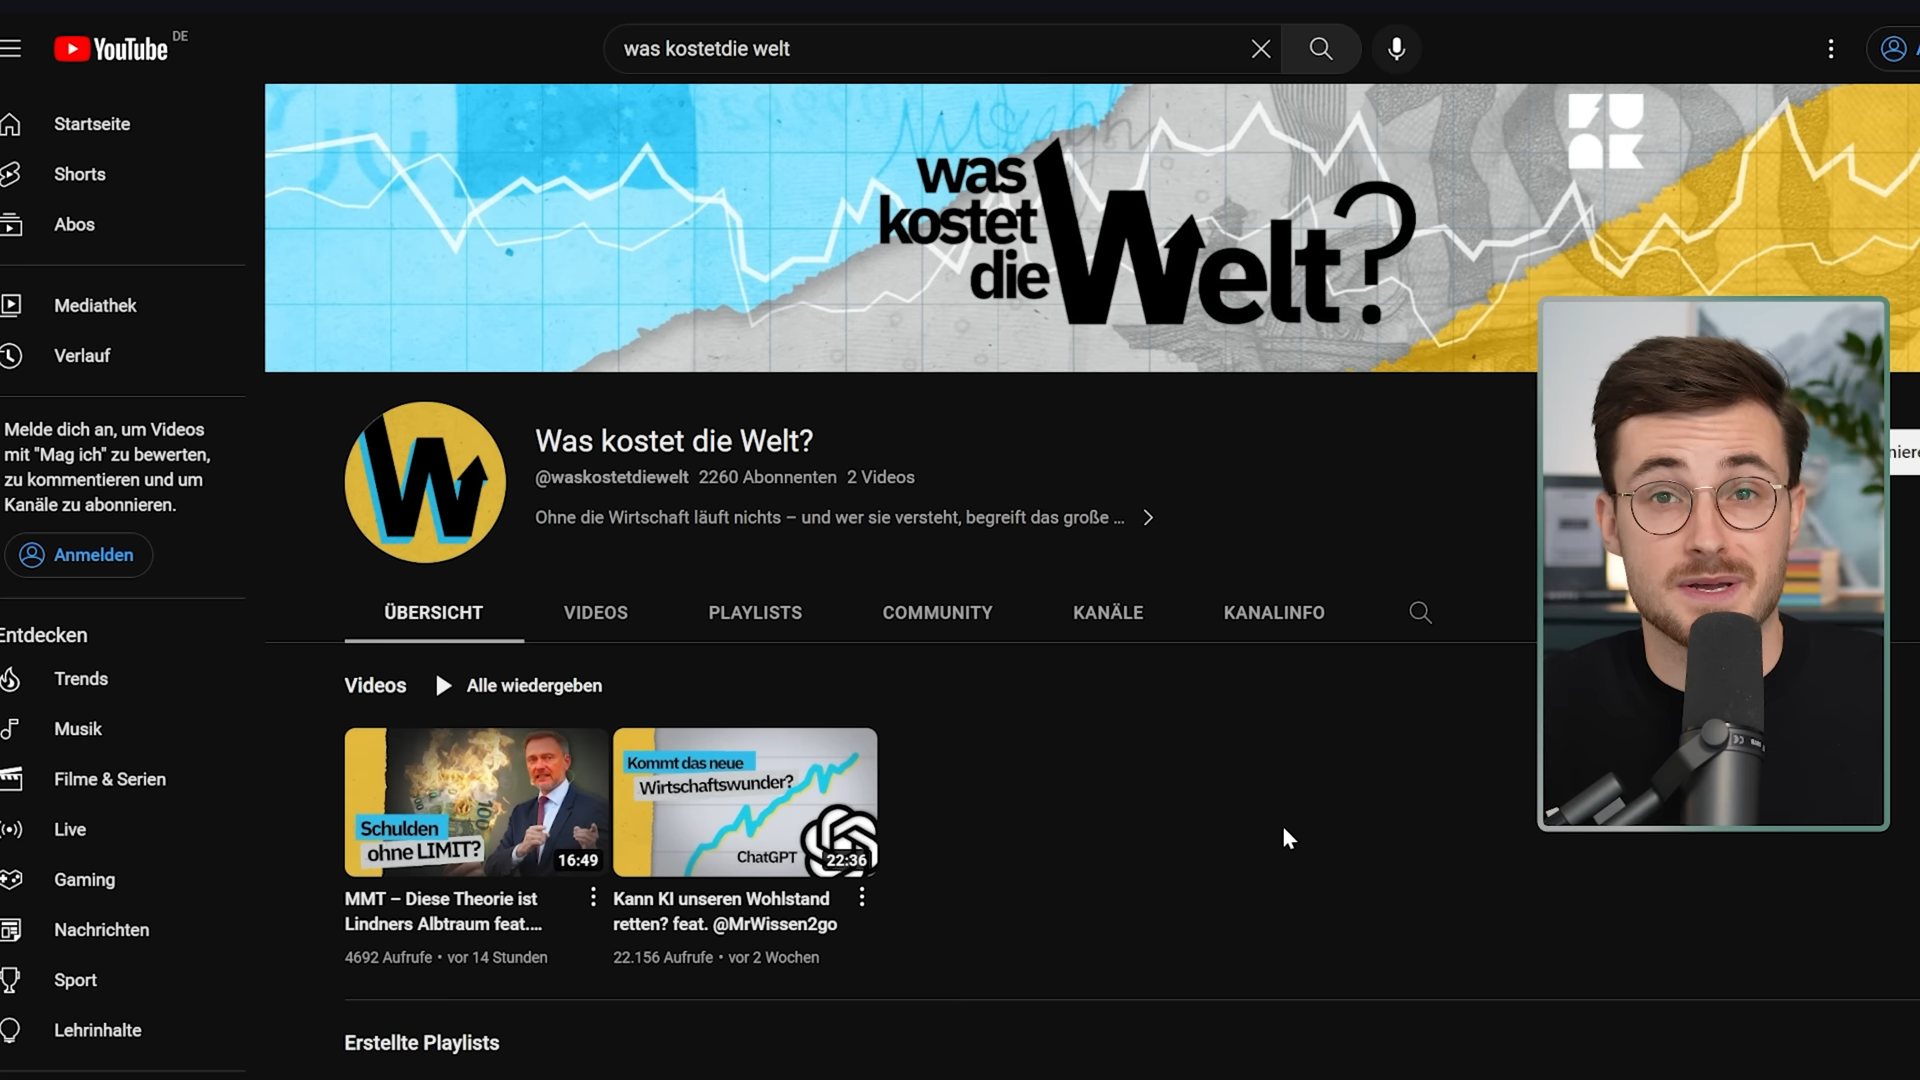 YouTube DE
was kostetdie welt
Startseite
Shorts
Abos
Mediathek
Verlauf
Melde dich an, um Videos
mit "Mag ich" zu bewerten,
zu kommentieren und um
Kanäle zu abonnieren.
Anmelden
Entdecken
Trends
Musik
Filme & Serien
Live
Gaming
Nachrichten
Sport
Lehrinhalte
was
kostet
die Welt?
FUNK
Was kostet die Welt?
@waskostetdiewelt 2260 Abonnenten 2 Videos
Ohne die Wirtschaft läuft nichts – und wer sie versteht, begreift das große ...
ÜBERSICHT VIDEOS PLAYLISTS COMMUNITY KANÄLE KANALINFO
Videos Alle wiedergeben
Schulden
ohne LIMIT?
16:49
MMT – Diese Theorie ist
Lindners Albtraum feat....
4692 Aufrufe • vor 14 Stunden
Kommt das neue
Wirtschaftswunder?
ChatGPT
22:36
Kann KI unseren Wohlstand
retten? feat. @MrWissen2go
22.156 Aufrufe • vor 2 Wochen
Erstellte Playlists